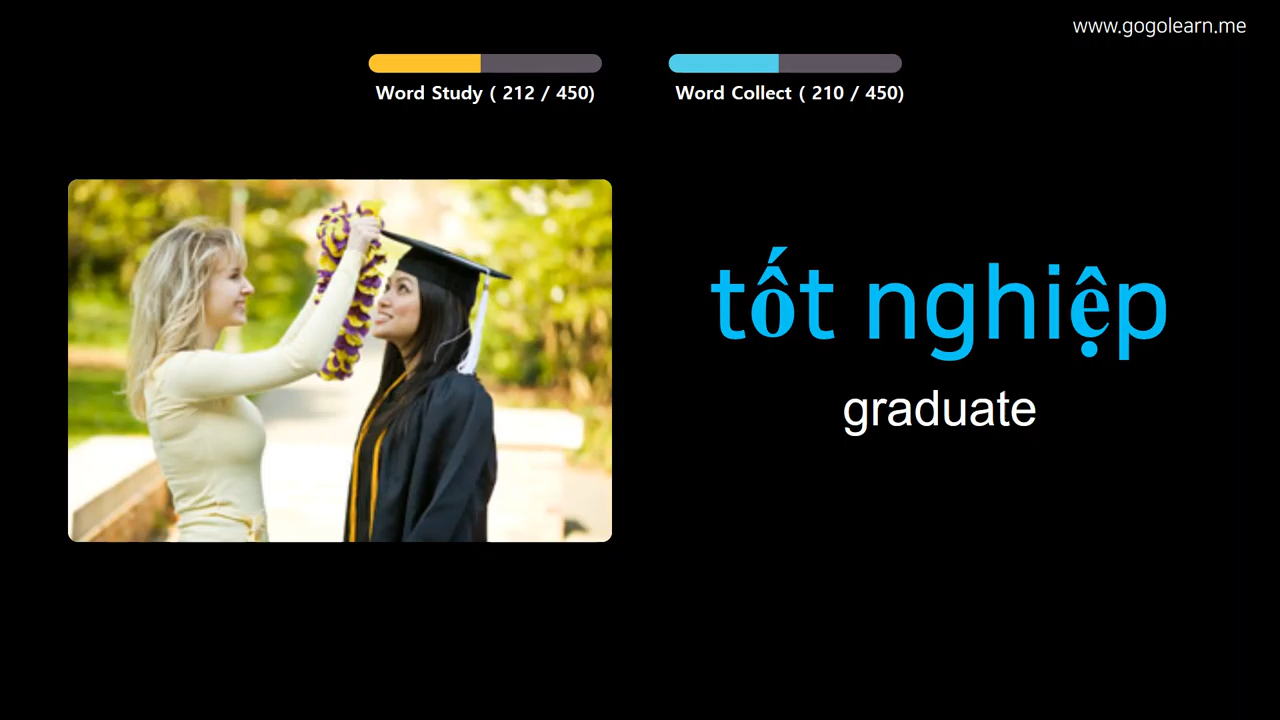 www.gogolearn.me
Word Study ( 212 / 450)
Word Collect ( 210 / 450)
tốt nghiệp
graduate